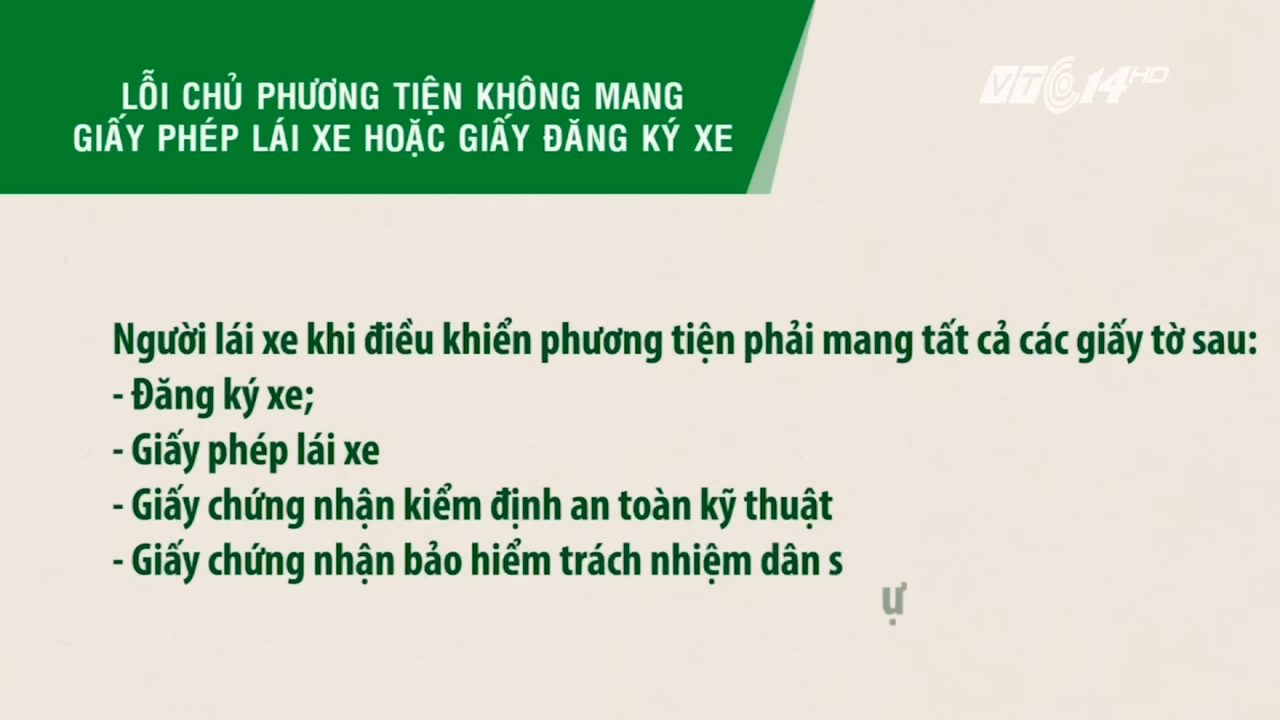 LỖI CHỦ PHƯƠNG TIỆN KHÔNG MANG
GIẤY PHÉP LÁI XE HOẶC GIẤY ĐĂNG KÝ XE
VTC14HD
Người lái xe khi điều khiển phương tiện phải mang tất cả các giấy tờ sau:
- Đăng ký xe;
- Giấy phép lái xe
- Giấy chứng nhận kiểm định an toàn kỹ thuật
- Giấy chứng nhận bảo hiểm trách nhiệm dân sự